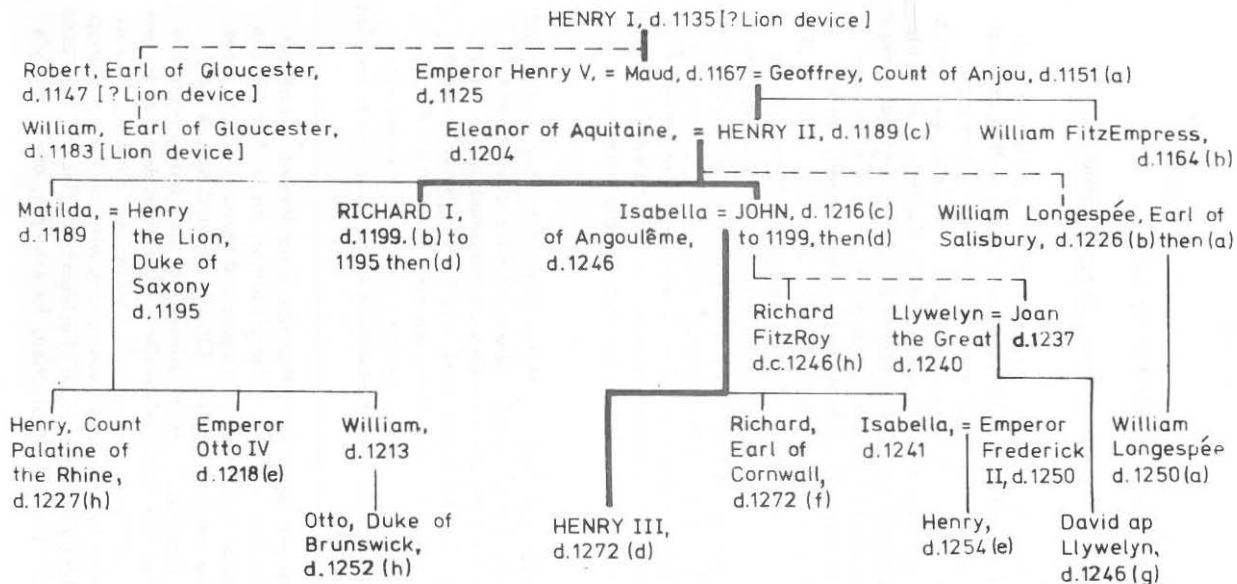 HENRY I, d. 1135 [?Lion device]
Robert, Earl of Gloucester,
d.1147 [?Lion device]
William, Earl of Gloucester,
d.1183 [Lion device]
Emperor Henry V, = Maud, d.1167 = Geoffrey, Count of Anjou, d.1151 (a)
d.1125
Eleanor of Aquitaine, = HENRY II, d.1189 (c)
d.1204
William FitzEmpress,
d.1164 (b)
Matilda, = Henry
d.1189 the Lion,
Duke of
Saxony
d.1195
RICHARD I,
d.1199. (b) to
1195 then (d)
Isabella = JOHN, d. 1216 (c)
of Angoulême, to 1199, then (d)
d.1246
William Longespée, Earl of
Salisbury, d.1226 (b) then (a)
Richard
FitzRoy
d.c.1246 (h)
Llywelyn = Joan
the Great d.1237
d.1240
Henry, Count
Palatine of
the Rhine,
d.1227 (h)
Emperor
Otto IV
d.1218 (e)
William,
d.1213
Otto, Duke of
Brunswick,
d.1252 (h)
HENRY III,
d.1272 (d)
Richard,
Earl of
Cornwall,
d.1272 (f)
Isabella, = Emperor
d.1241 Frederick
II, d.1250
Henry,
d.1254 (e)
David ap
Llywelyn,
d.1246 (g)
William
Longespée
d.1250 (a)